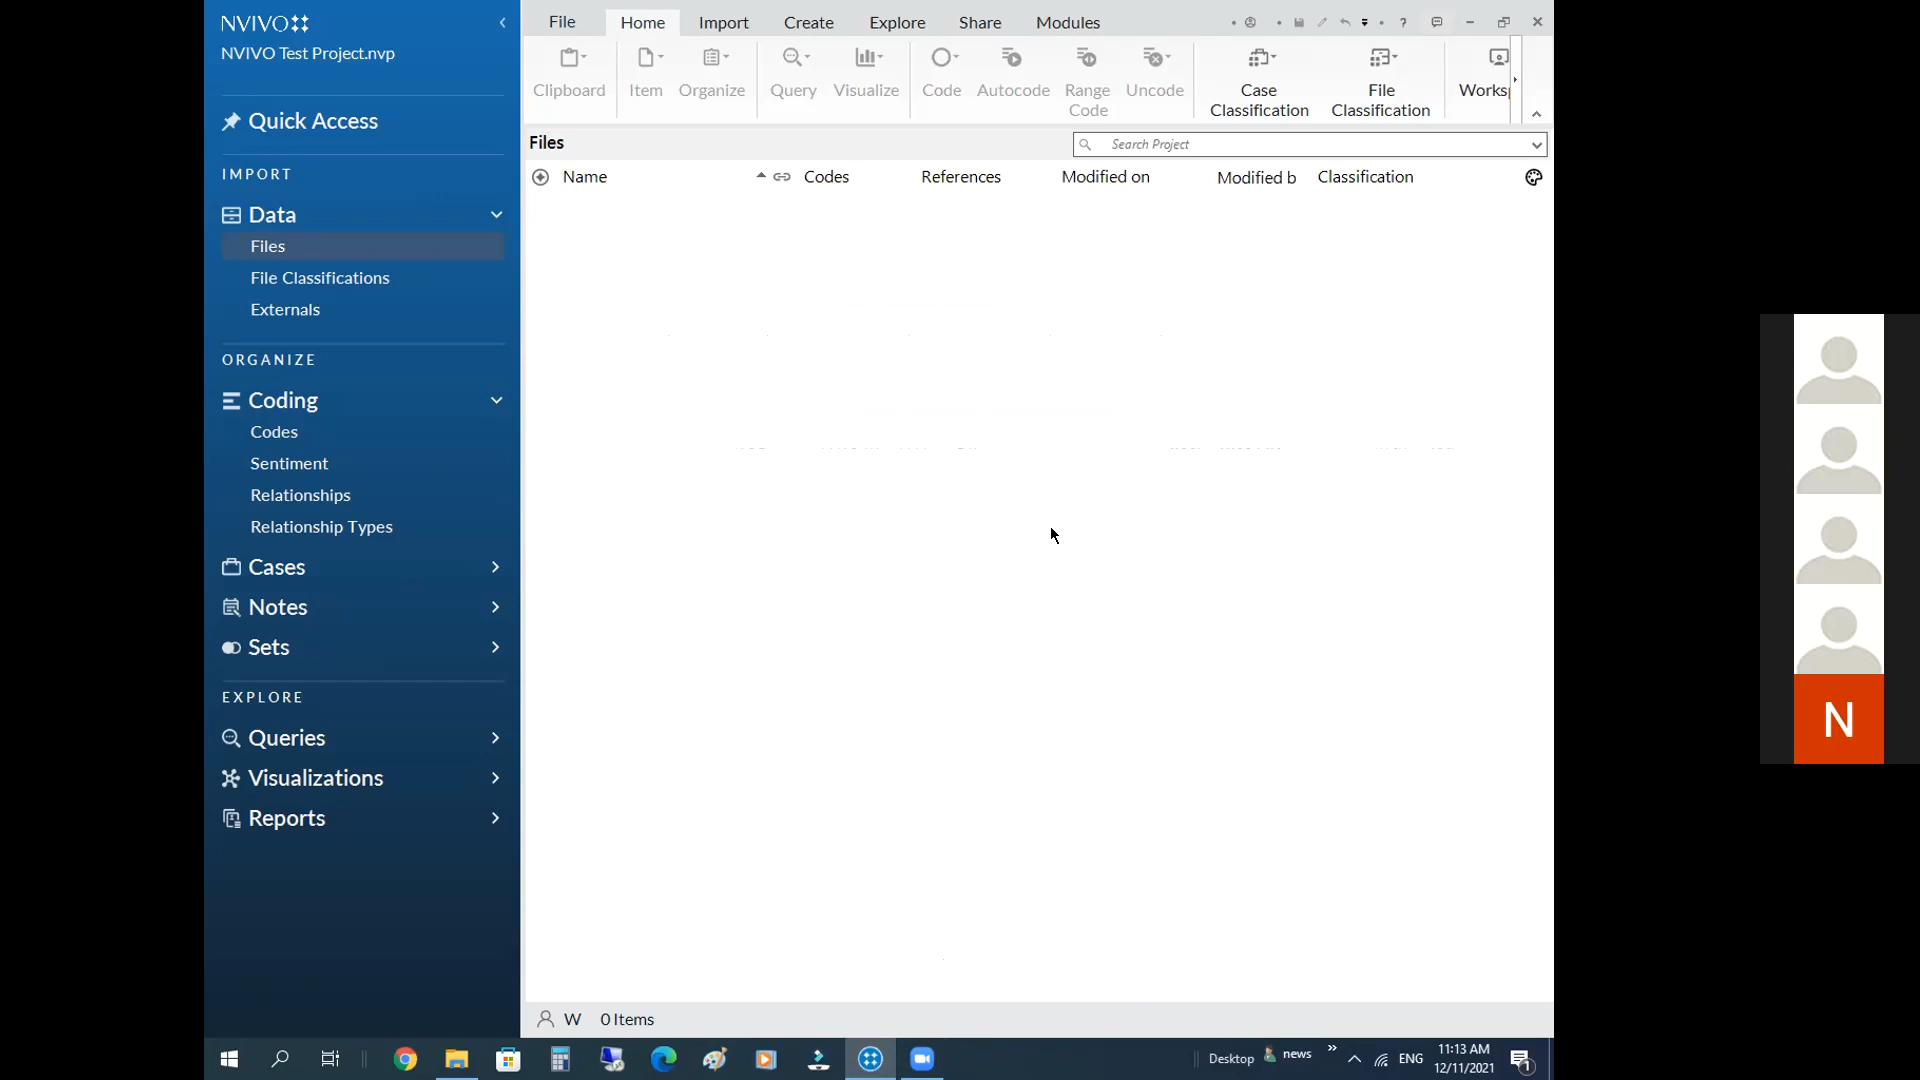 NVIVO
NVIVO Test Project.nvp
Quick Access
IMPORT
Data
Files
File Classifications
Externals
ORGANIZE
Coding
Codes
Sentiment
Relationships
Relationship Types
Cases
Notes
Sets
EXPLORE
Queries
Visualizations
Reports
File Home Import Create Explore Share Modules
Clipboard Item Organize Query Visualize Code Autocode Range Code Uncode Case Classification File Classification Worksp
Files
Search Project
Name Codes References Modified on Modified b Classification
W 0 Items
Desktop news ENG 11:13 AM
12/11/2021
1
N